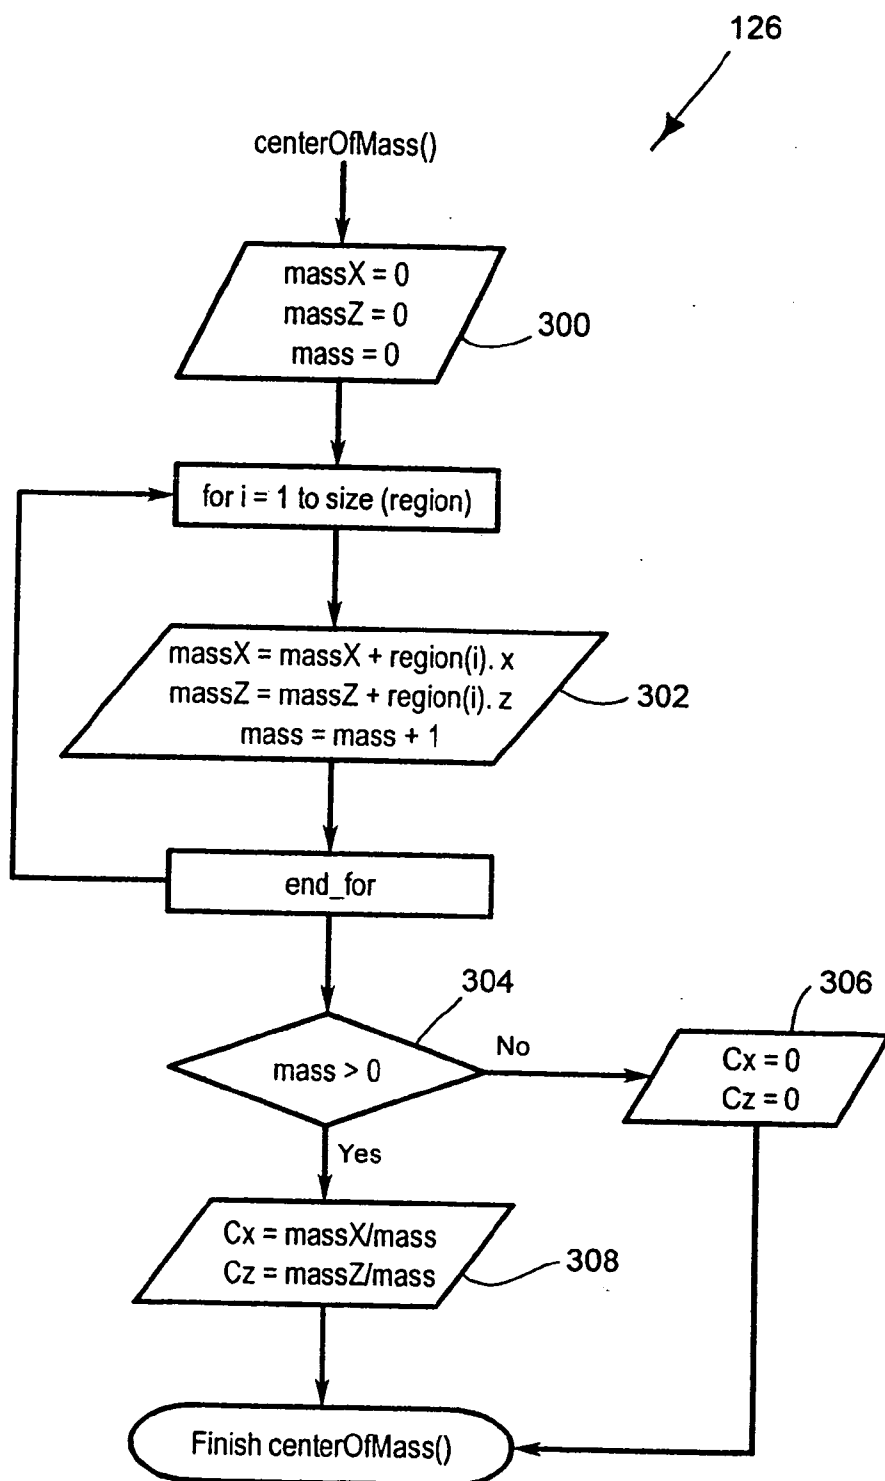 126
centerOfMass()
massX = 0
massZ = 0
mass = 0
300
for i = 1 to size (region)
massX = massX + region(i). x
massZ = massZ + region(i). z
mass = mass + 1
302
end_for
304
306
mass > 0
No
Cx = 0
Cz = 0
Yes
Cx = massX/mass
Cz = massZ/mass
308
Finish centerOfMass()